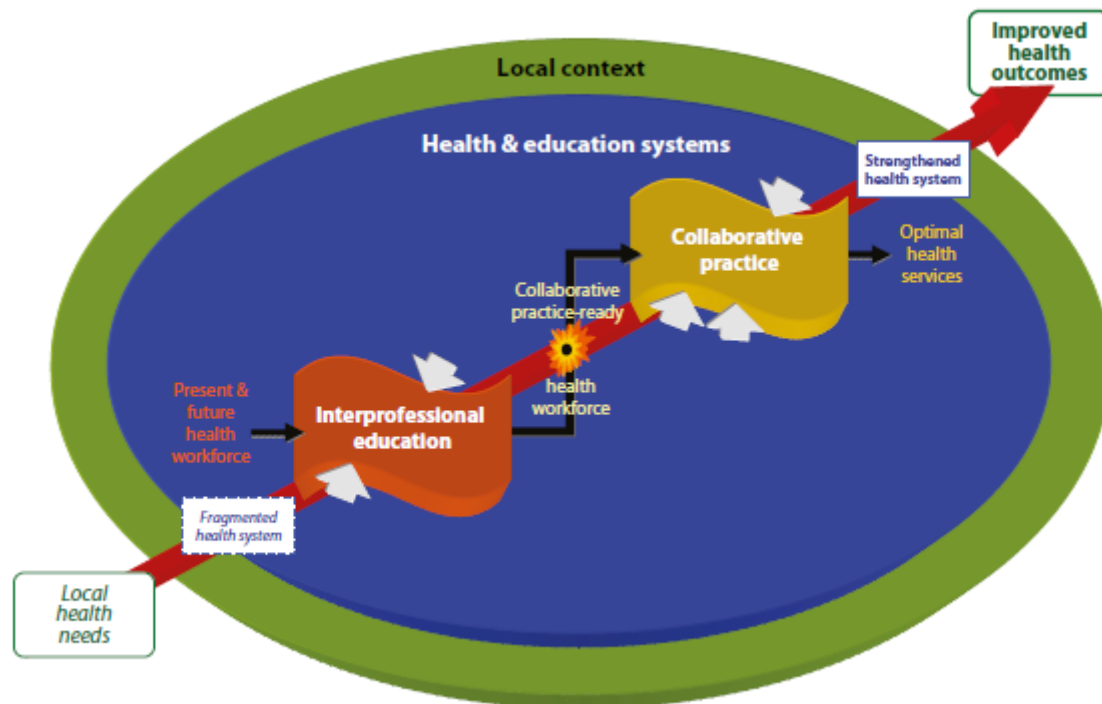 Improved
health
outcomes
Local context
Health & education systems
Strengthened
health system
Collaborative
practice
Optimal
health
services
Collaborative
practice-ready
health
workforce
Present &
future
health
workforce
Interprofessional
education
Fragmented
health system
Local
health
needs